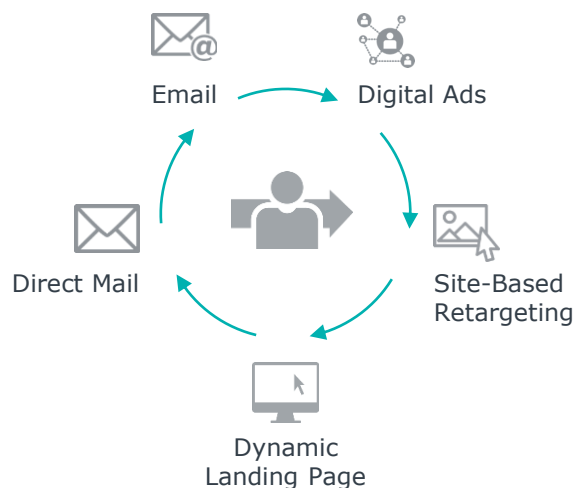 @
Email
Digital Ads
Direct Mail
Site-Based
Retargeting
Dynamic
Landing Page